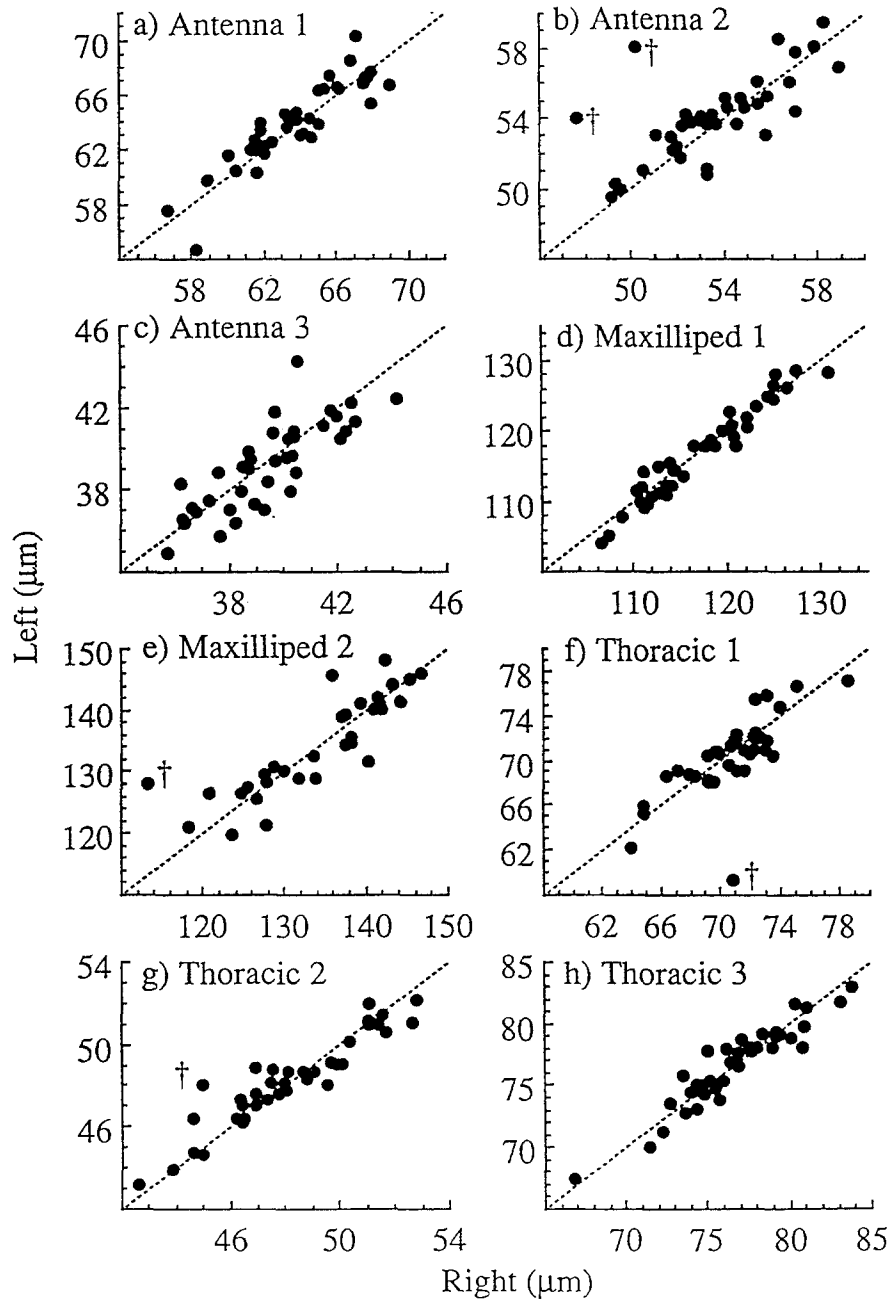 a) Antenna 1
70
66
62
58
58 62 66 70
b) Antenna 2
58
54
50
†
†
50 54 58
c) Antenna 3
46
42
38
38 42 46
d) Maxilliped 1
130
120
110
110 120 130
e) Maxilliped 2
150
140
130
120
†
120 130 140 150
f) Thoracic 1
78
74
70
66
62
†
62 66 70 74 78
g) Thoracic 2
54
50
46
†
46 50 54
h) Thoracic 3
85
80
75
70
70 75 80 85
Left (μm)
Right (μm)